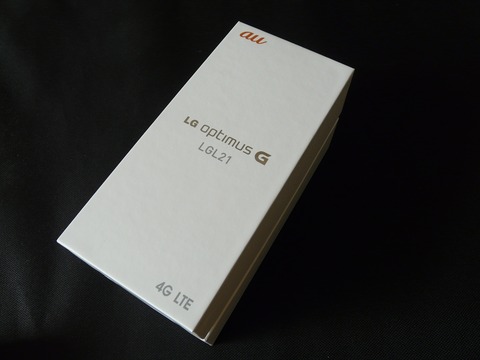 au
LG optimus G
LGL21
4G LTE